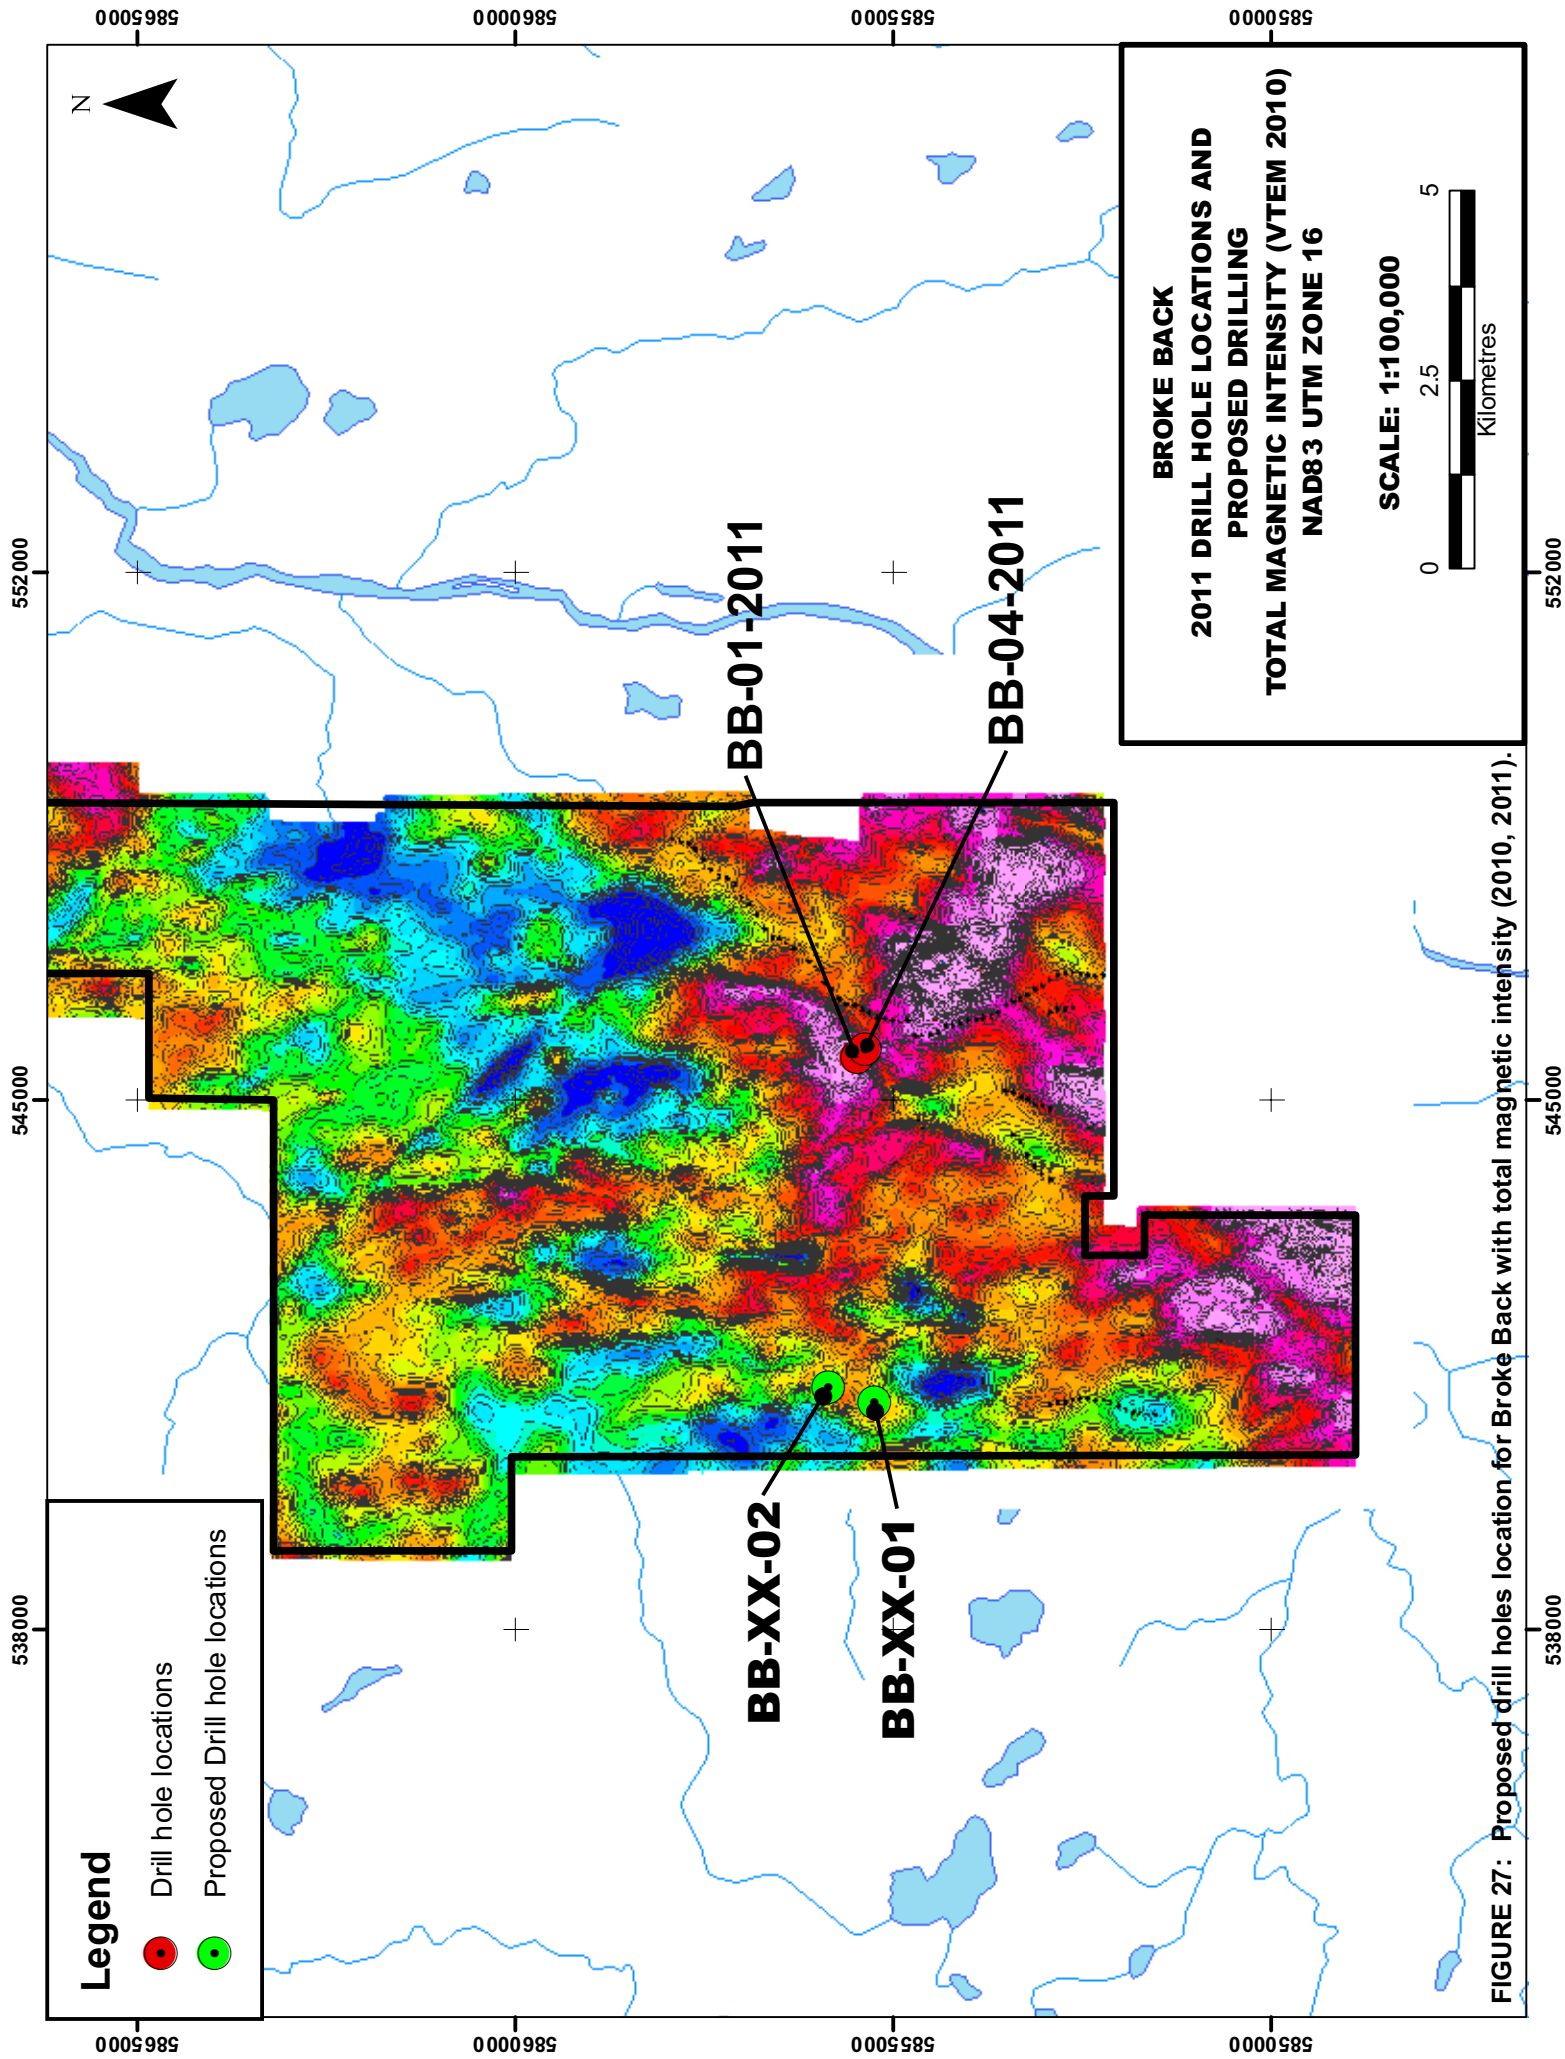 538000
545000
552000
Legend
Drill hole locations
Proposed Drill hole locations
N
5865000
5865000
5860000
5860000
5855000
5855000
5850000
5850000
BB-01-2011
BB-04-2011
BB-XX-02
BB-XX-01
BROKE BACK
2011 DRILL HOLE LOCATIONS AND
PROPOSED DRILLING
TOTAL MAGNETIC INTENSITY (VTEM 2010)
NAD83 UTM ZONE 16
SCALE: 1:100,000
0 2.5 5
Kilometres
FIGURE 27: Proposed drill holes location for Broke Back with total magnetic intensity (2010, 2011).
538000
545000
552000